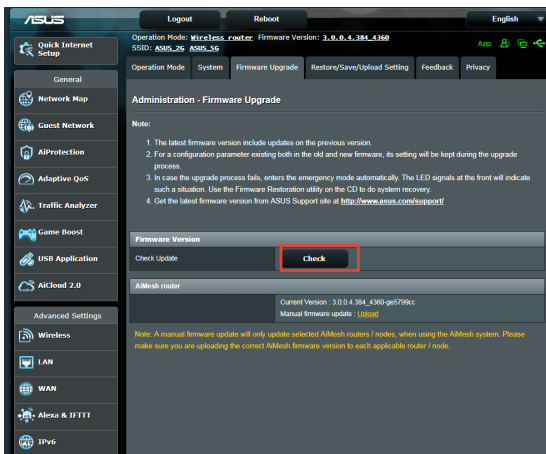 ASUS
Logout
Reboot
English
Operation Mode: Wireless router Firmware Version: 3.0.0.4.384_4360
SSID: ASUS_2G ASUS_5G
App
Quick Internet
Setup
General
Network Map
Guest Network
AiProtection
Adaptive QoS
Traffic Analyzer
Game Boost
USB Application
AiCloud 2.0
Advanced Settings
Wireless
LAN
WAN
Alexa & IFTTT
IPv6
Operation Mode
System
Firmware Upgrade
Restore/Save/Upload Setting
Feedback
Privacy
Administration - Firmware Upgrade
Note:
1. The latest firmware version include updates on the previous version.
2. For a configuration parameter existing both in the old and new firmware, its setting will be kept during the upgrade
process.
3. In case the upgrade process fails, enters the emergency mode automatically. The LED signals at the front will indicate
such a situation. Use the Firmware Restoration utility on the CD to do system recovery.
4. Get the latest firmware version from ASUS Support site at http://www.asus.com/support/
Firmware Version
Check Update
Check
AiMesh router
Current Version : 3.0.0.4.384_4360-ge5799cc
Manual firmware update : Upload
Note: A manual firmware update will only update selected AiMesh routers / nodes, when using the AiMesh system. Please
make sure you are uploading the correct AiMesh firmware version to each applicable router / node.